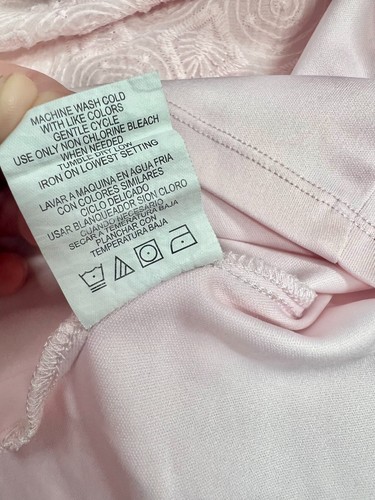 MACHINE WASH COLD
WITH LIKE COLORS
GENTLE CYCLE
USE ONLY NON CHLORINE BLEACH
WHEN NEEDED
TUMBLE DRY LOW
IRON ON LOWEST SETTING
LAVAR A MAQUINA EN AGUA FRIA
CON COLORES SIMILARES
CICLO DELICADO
USAR BLANQUEADOR SIN CLORO
CUANDO NECESARIO
SECAR A TEMPERATURA BAJA
PLANCHAR CON
TEMPERATURA BAJA